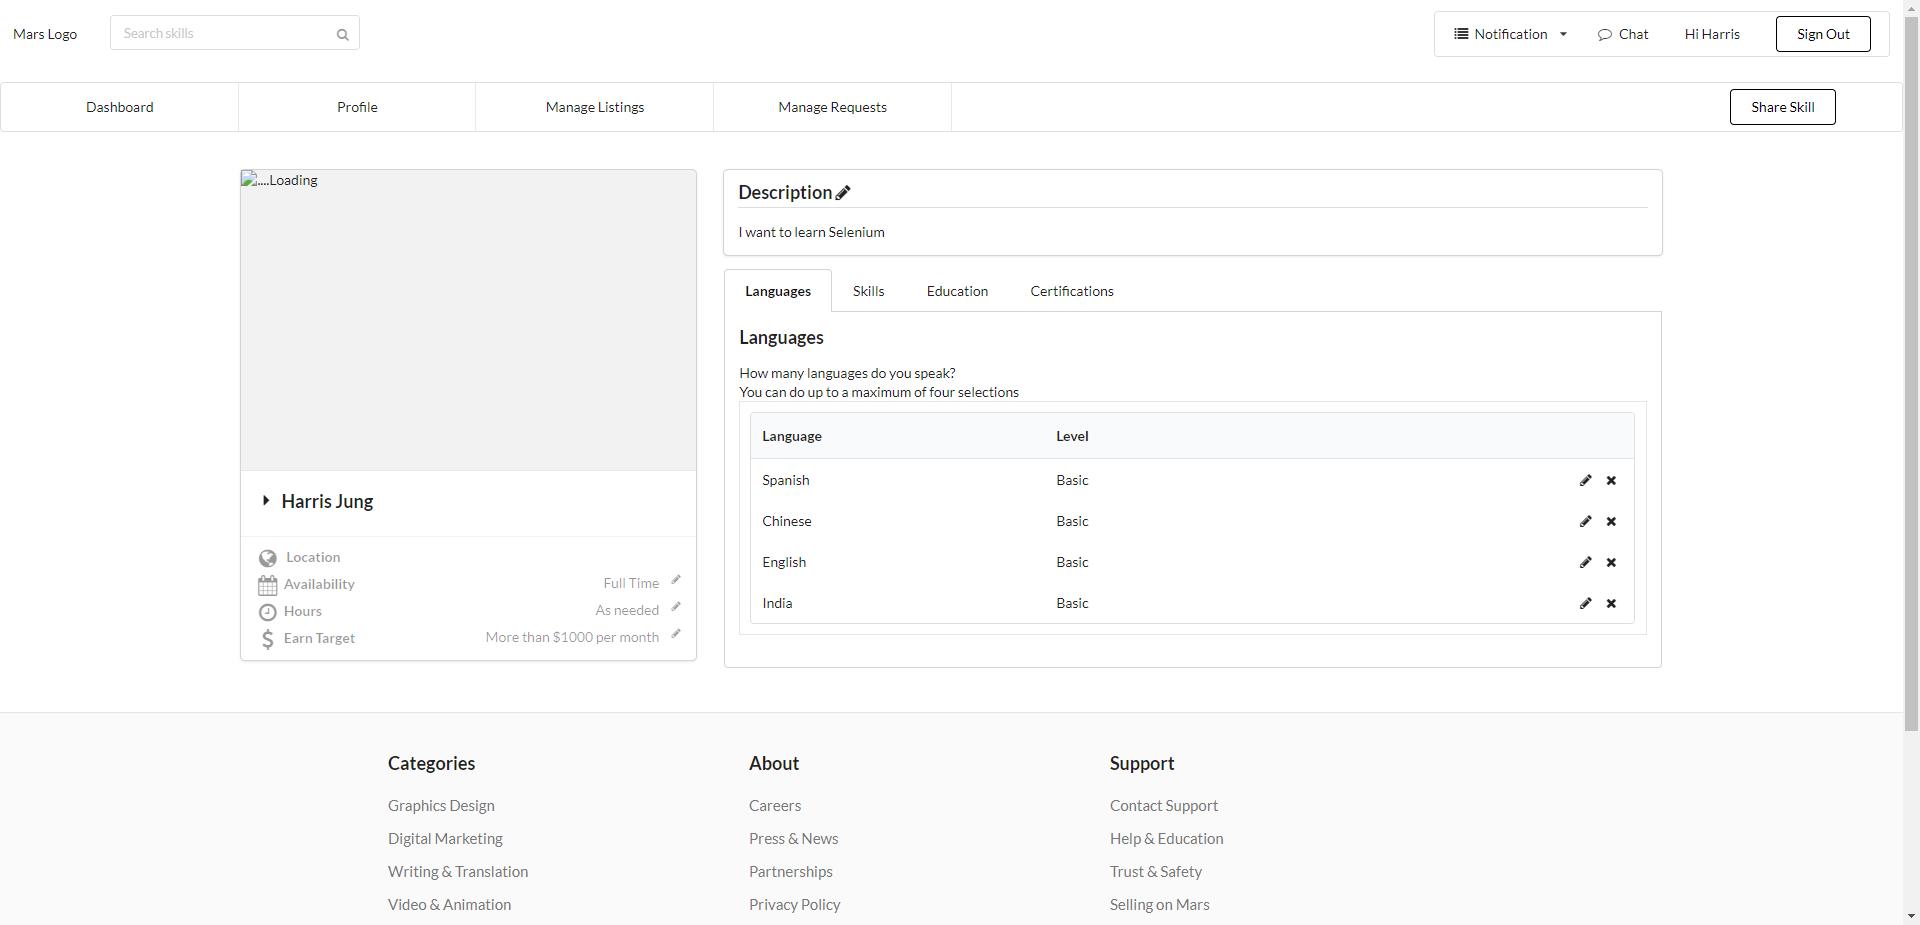 Mars Logo
Search skills
Notification
Chat
Hi Harris
Sign Out
Dashboard
Profile
Manage Listings
Manage Requests
Share Skill
....Loading
Harris Jung
Location
Availability
Full Time
Hours
As needed
Earn Target
More than $1000 per month
Description
I want to learn Selenium
Languages
Skills
Education
Certifications
Languages
How many languages do you speak?
You can do up to a maximum of four selections
Language Level
Spanish Basic
Chinese Basic
English Basic
India Basic
Categories
Graphics Design
Digital Marketing
Writing & Translation
Video & Animation
About
Careers
Press & News
Partnerships
Privacy Policy
Support
Contact Support
Help & Education
Trust & Safety
Selling on Mars